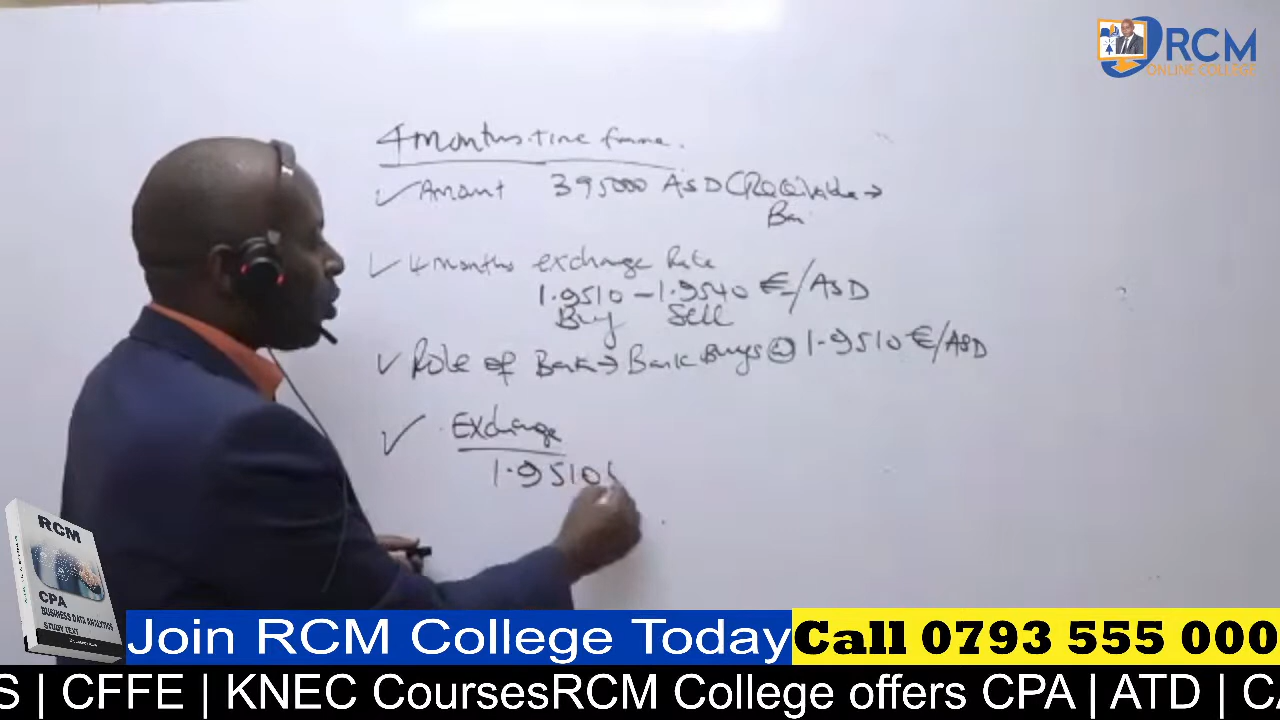 RCM
ONLINE COLLEGE
4 months time frame.
✓ Amount 395000 ASD (Receivable →
Ban
✓ 4 months exchange Rate
1.9510 - 1.9540 €/ASD
Buy Sell
✓ Role of Bank → Bank Buys @ 1.9510 €/ASD
✓ Exchange
1.9510
RCM
CPA
BUSINESS DATA ANALYTICS
STUDY TEXT
Join RCM College Today
Call 0793 555 000
S | CFFE | KNEC CoursesRCM College offers CPA | ATD | C